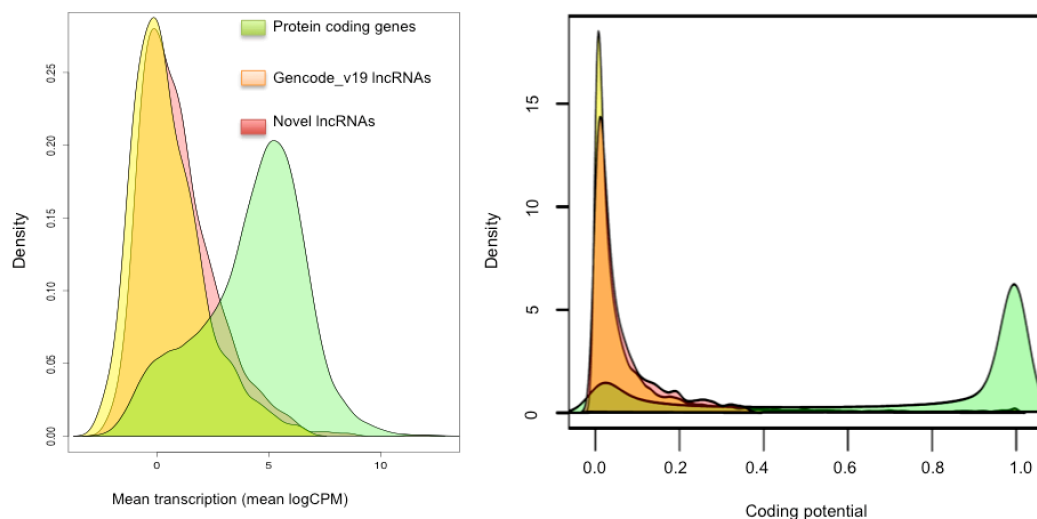 Protein coding genes
Gencode_v19 lncRNAs
Novel lncRNAs
Density
0.00 0.05 0.10 0.15 0.20 0.25
0 5 10
Mean transcription (mean logCPM)
Density
0 5 10 15
0.0 0.2 0.4 0.6 0.8 1.0
Coding potential